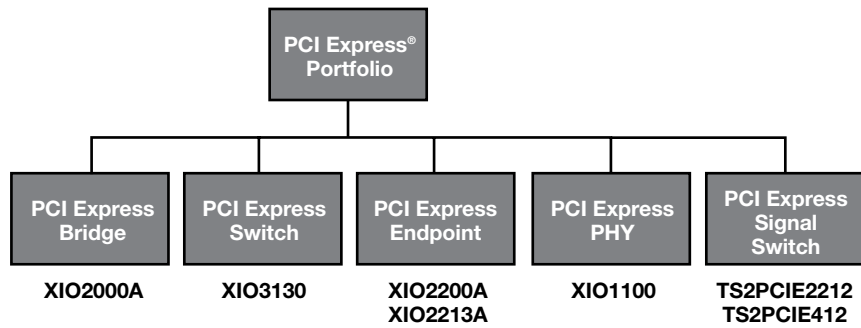 PCI Express®
Portfolio
PCI Express
Bridge
PCI Express
Switch
PCI Express
Endpoint
PCI Express
PHY
PCI Express
Signal
Switch
XIO2000A
XIO3130
XIO2200A
XIO2213A
XIO1100
TS2PCIE2212
TS2PCIE412